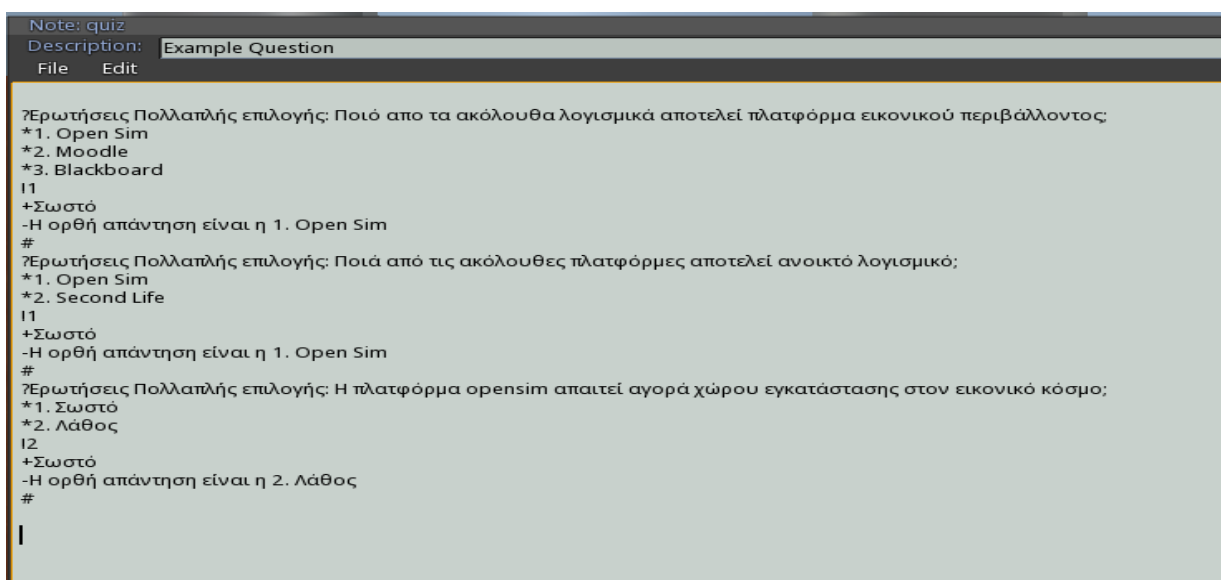 Note: quiz
Description: Example Question
File Edit
?Ερωτήσεις Πολλαπλής επιλογής: Ποιό απο τα ακόλουθα λογισμικά αποτελεί πλατφόρμα εικονικού περιβάλλοντος;
*1. Open Sim
*2. Moodle
*3. Blackboard
!1
+Σωστό
-Η ορθή απάντηση είναι η 1. Open Sim
#
?Ερωτήσεις Πολλαπλής επιλογής: Ποιά από τις ακόλουθες πλατφόρμες αποτελεί ανοικτό λογισμικό;
*1. Open Sim
*2. Second Life
!1
+Σωστό
-Η ορθή απάντηση είναι η 1. Open Sim
#
?Ερωτήσεις Πολλαπλής επιλογής: Η πλατφόρμα opensim απαιτεί αγορά χώρου εγκατάστασης στον εικονικό κόσμο;
*1. Σωστό
*2. Λάθος
!2
+Σωστό
-Η ορθή απάντηση είναι η 2. Λάθος
#